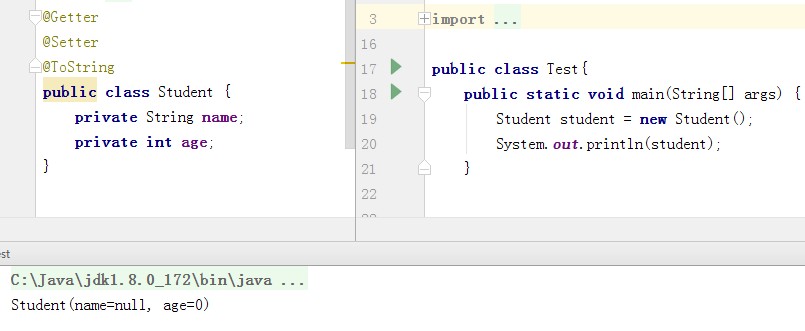 @Getter
@Setter
@ToString
public class Student {
    private String name;
    private int age;
}
3 import ...
16
17 public class Test{
18     public static void main(String[] args) {
19         Student student = new Student();
20         System.out.println(student);
21     }
22
est
C:\Java\jdk1.8.0_172\bin\java ...
Student(name=null, age=0)